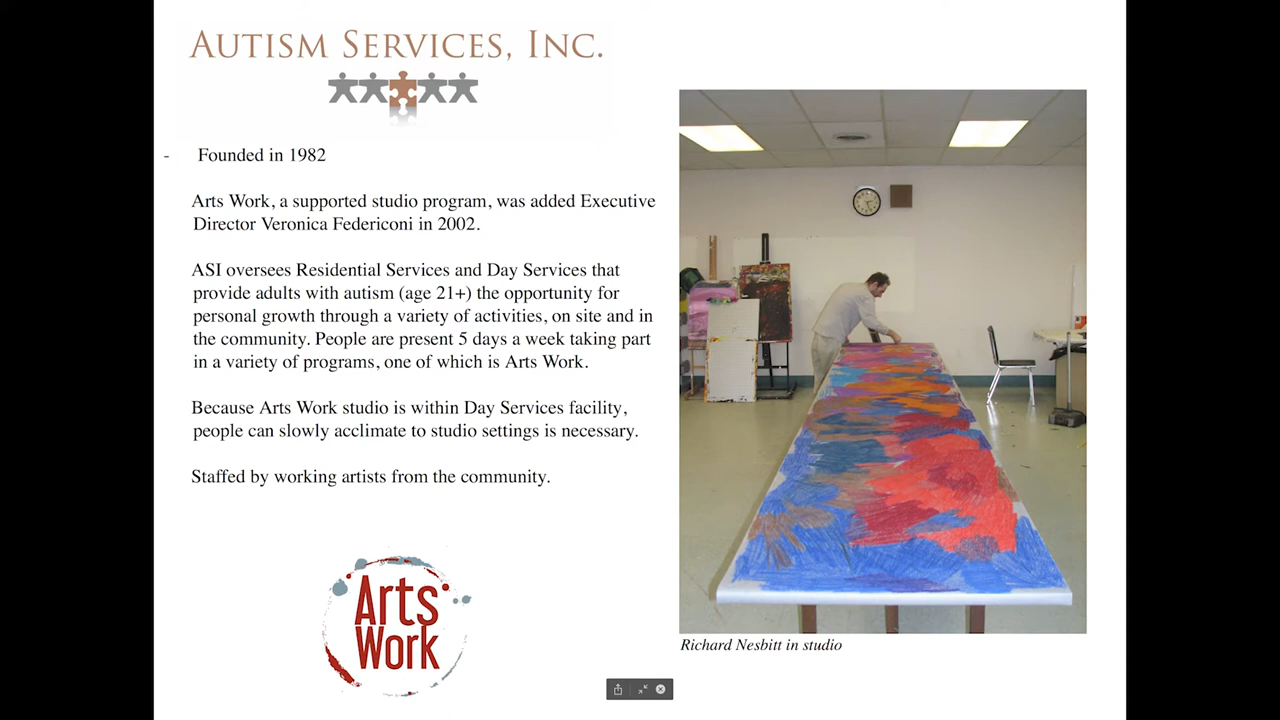 AUTISM SERVICES, INC.
- Founded in 1982
Arts Work, a supported studio program, was added Executive
Director Veronica Federiconi in 2002.
ASI oversees Residential Services and Day Services that
provide adults with autism (age 21+) the opportunity for
personal growth through a variety of activities, on site and in
the community. People are present 5 days a week taking part
in a variety of programs, one of which is Arts Work.
Because Arts Work studio is within Day Services facility,
people can slowly acclimate to studio settings is necessary.
Staffed by working artists from the community.
Arts
Work
Richard Nesbitt in studio